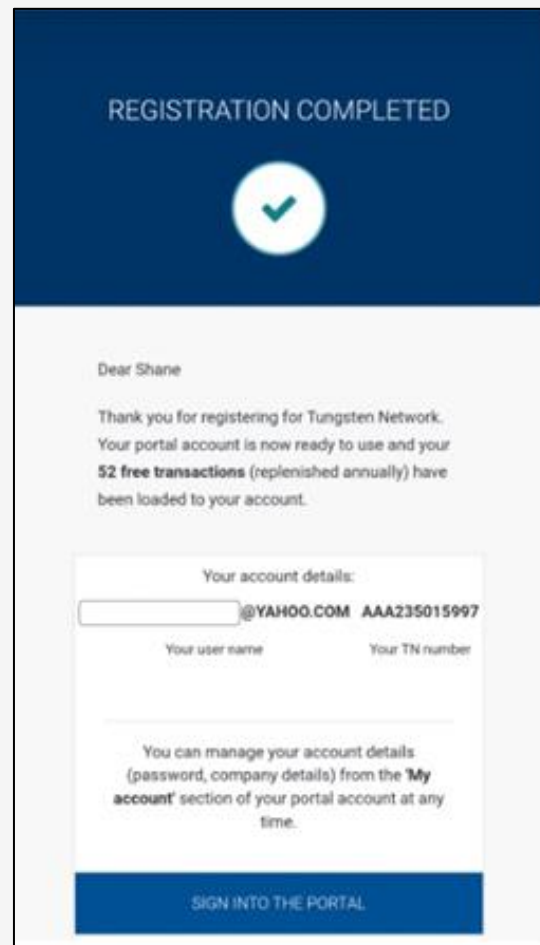 REGISTRATION COMPLETED
Dear Shane
Thank you for registering for Tungsten Network.
Your portal account is now ready to use and your
52 free transactions (replenished annually) have
been loaded to your account.
Your account details:
@YAHOO.COM AAA235015997
Your user name Your TN number
You can manage your account details
(password, company details) from the 'My
account' section of your portal account at any
time.
SIGN INTO THE PORTAL